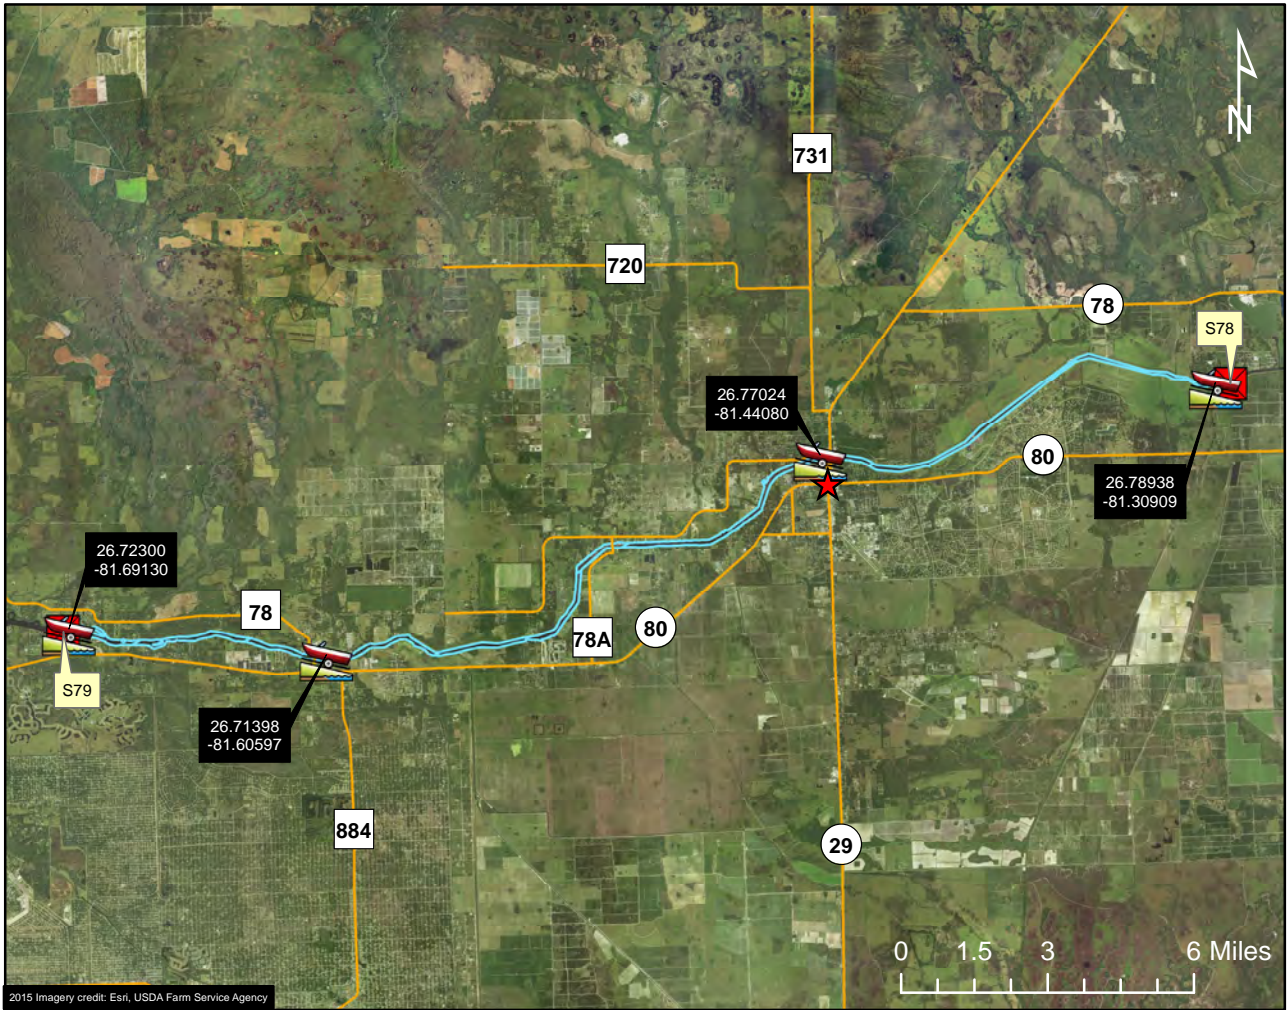 N
731
720
78
S78
26.77024
-81.44080
80
26.78938
-81.30909
26.72300
-81.69130
78
78A
80
S79
26.71398
-81.60597
884
29
0 1.5 3 6 Miles
2015 Imagery credit: Esri, USDA Farm Service Agency